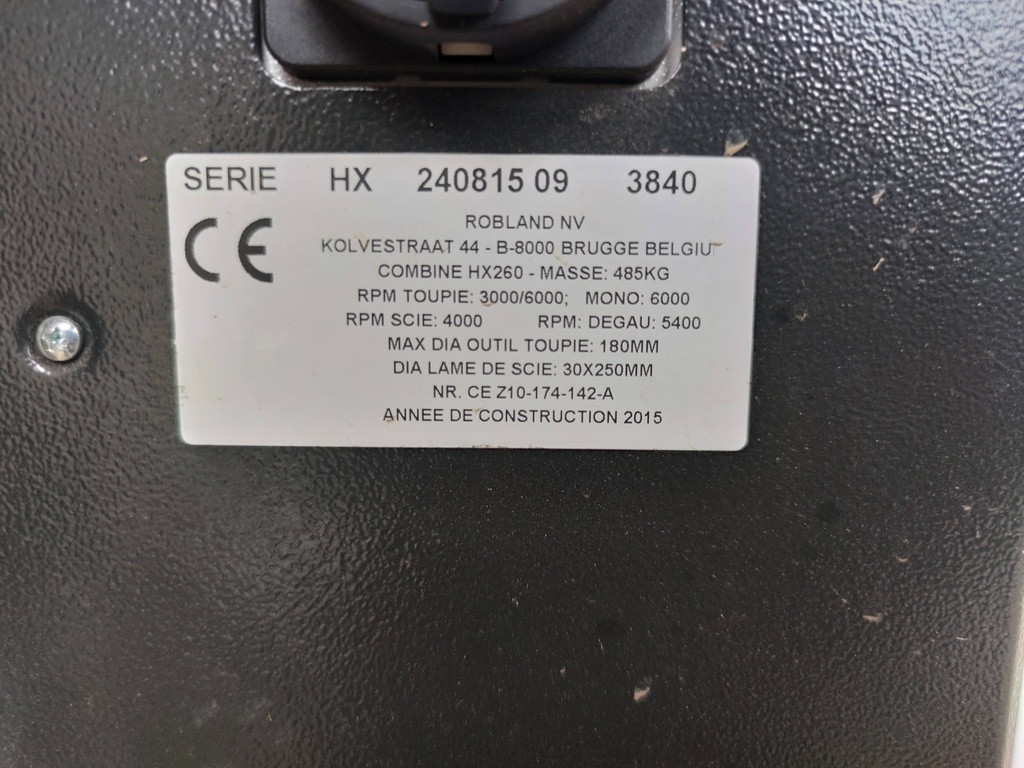 SERIE HX 240815 09 3840
CE
ROBLAND NV
KOLVESTRAAT 44 - B-8000 BRUGGE BELGIU
COMBINE HX260 - MASSE: 485KG
RPM TOUPIE: 3000/6000; MONO: 6000
RPM SCIE: 4000 RPM: DEGAU: 5400
MAX DIA OUTIL TOUPIE: 180MM
DIA LAME DE SCIE: 30X250MM
NR. CE Z10-174-142-A
ANNEE DE CONSTRUCTION 2015